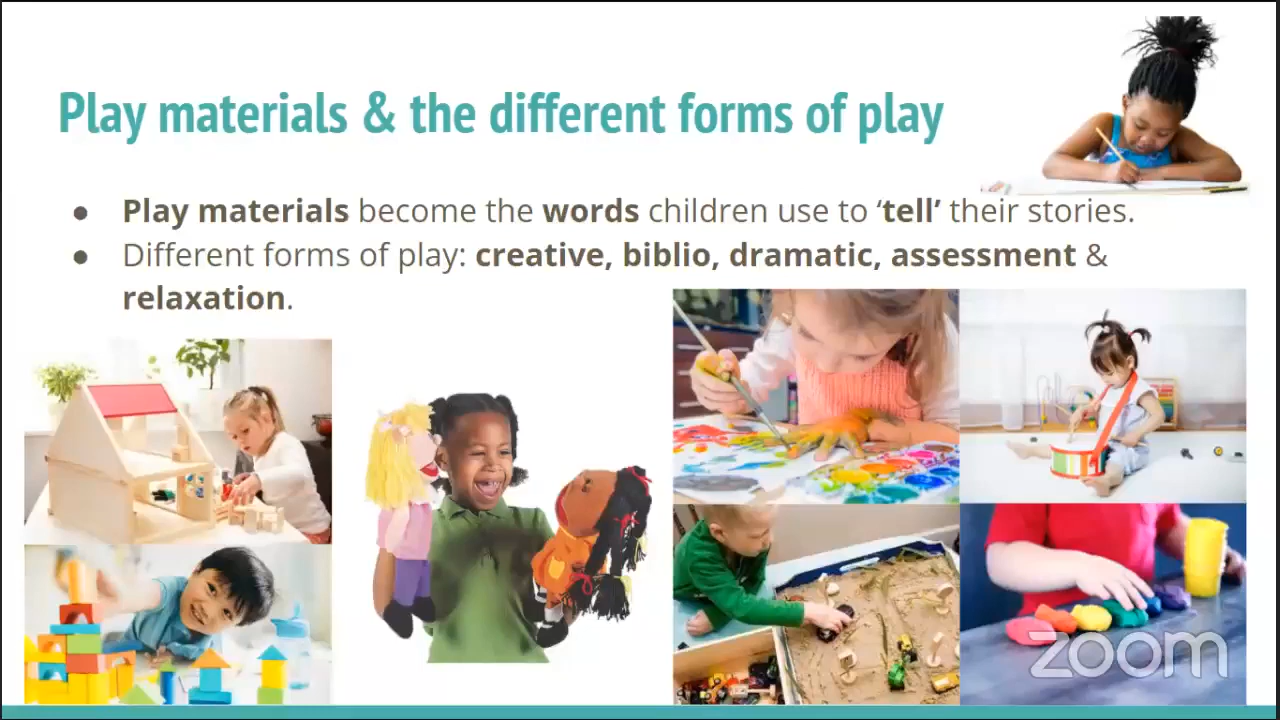 Play materials & the different forms of play
● Play materials become the words children use to ‘tell’ their stories.
● Different forms of play: creative, biblio, dramatic, assessment &
relaxation.
zoom